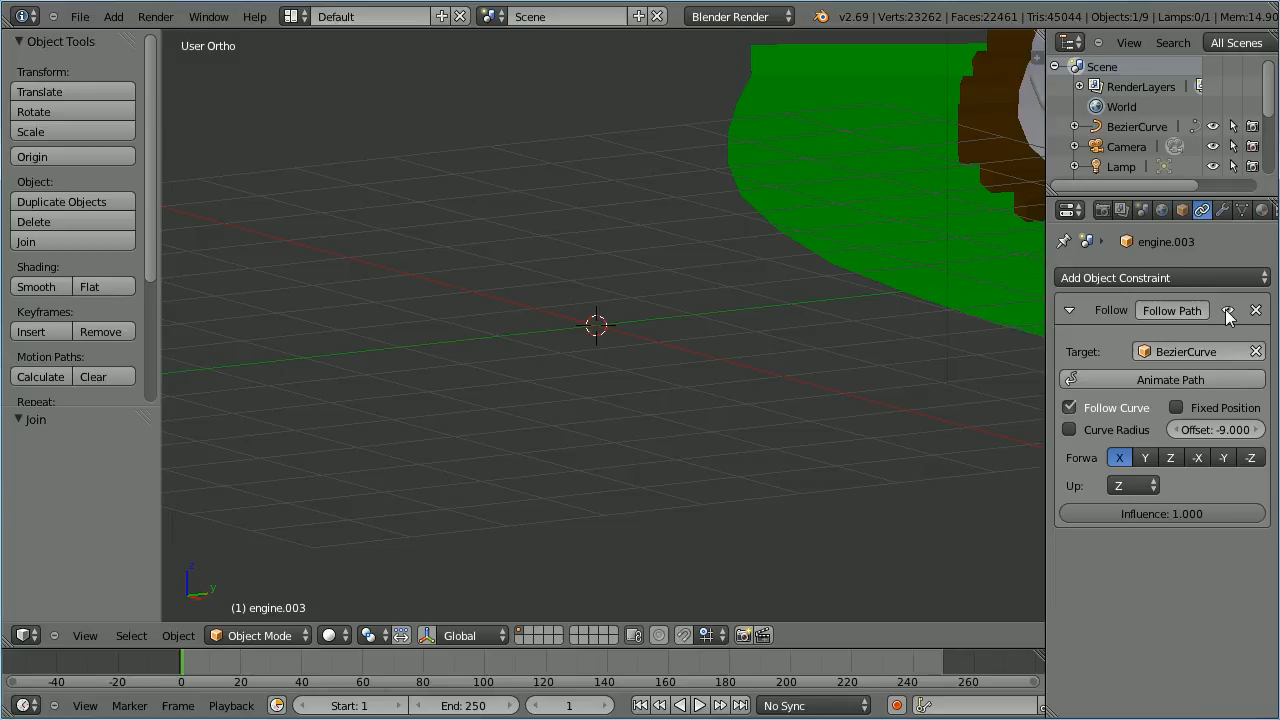 File Add Render Window Help Default Scene Blender Render v2.69 | Verts:23262 | Faces:22461 | Tris:45044 | Objects:1/9 | Lamps:0/1 | Mem:14.90
Object Tools
Transform:
Translate
Rotate
Scale
Origin
Object:
Duplicate Objects
Delete
Join
Shading:
Smooth Flat
Keyframes:
Insert Remove
Motion Paths:
Calculate Clear
Repeat:
Join
User Ortho
z
y
(1) engine.003
View Select Object Object Mode Global
View Search All Scenes
Scene
RenderLayers
World
BezierCurve
Camera
Lamp
engine.003
Add Object Constraint
Follow Follow Path
Target: BezierCurve
Animate Path
Follow Curve Fixed Position
Curve Radius Offset: -9.000
Forwa X Y Z -X -Y -Z
Up: Z
Influence: 1.000
-40 -20 0 20 40 60 80 100 120 140 160 180 200 220 240 260
View Marker Frame Playback Start: 1 End: 250 1 No Sync